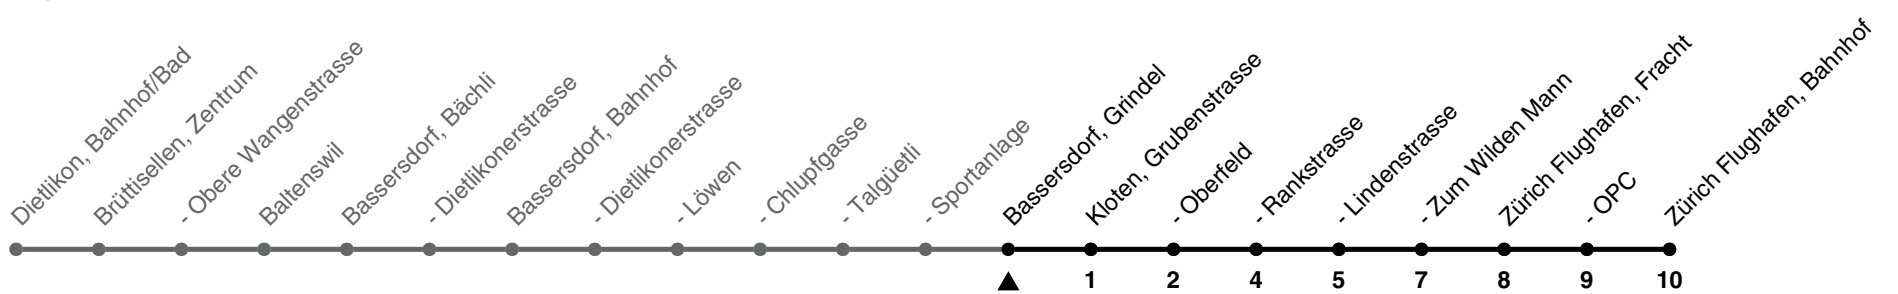 Dietlikon, Bahnhof/Bad
Brüttisellen, Zentrum
- Obere Wangenstrasse
Baltenswil
Bassersdorf, Bächli
- Dietlikonerstrasse
Bassersdorf, Bahnhof
- Dietlikonerstrasse
- Löwen
- Chlupfgasse
- Talgüetli
- Sportanlage
Bassersdorf, Grindel
Kloten, Grubenstrasse
- Oberfeld
- Rankstrasse
- Lindenstrasse
- Zum Wilden Mann
Zürich Flughafen, Fracht
- OPC
Zürich Flughafen, Bahnhof
1 2 4 5 7 8 9 10